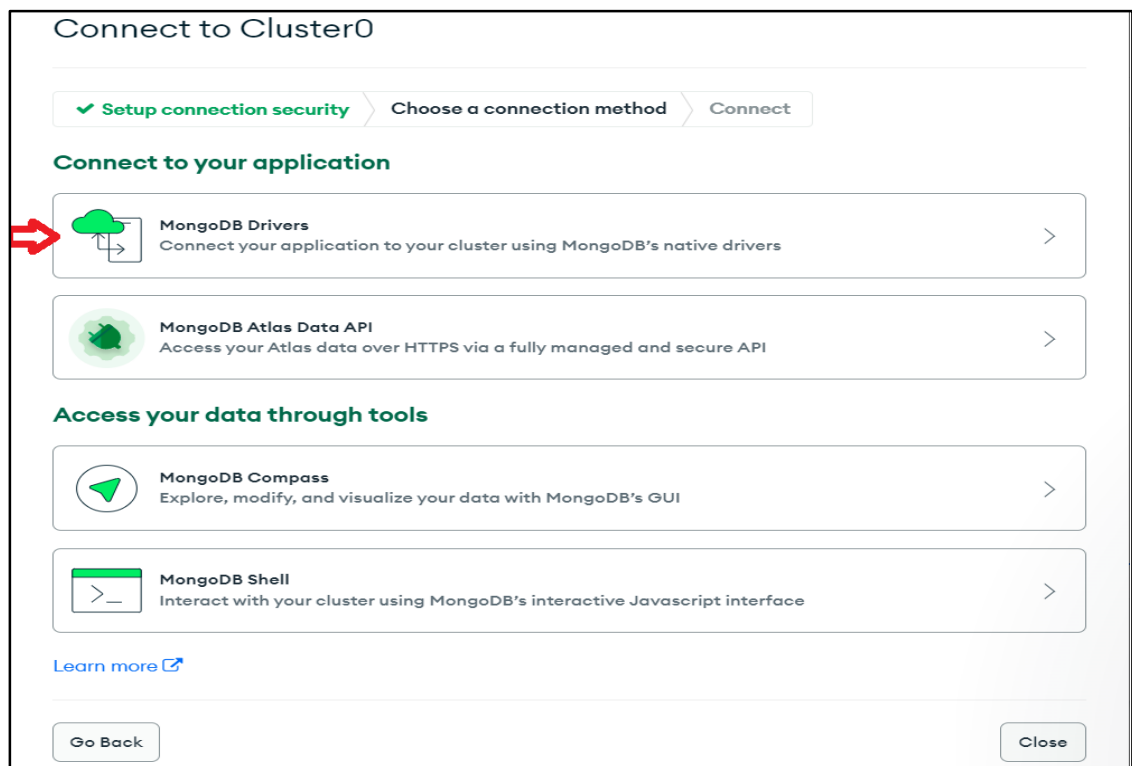 Connect to Cluster0
✔ Setup connection security
Choose a connection method
Connect
Connect to your application
MongoDB Drivers
Connect your application to your cluster using MongoDB's native drivers
MongoDB Atlas Data API
Access your Atlas data over HTTPS via a fully managed and secure API
Access your data through tools
MongoDB Compass
Explore, modify, and visualize your data with MongoDB's GUI
>_
MongoDB Shell
Interact with your cluster using MongoDB's interactive Javascript interface
Learn more
Go Back
Close